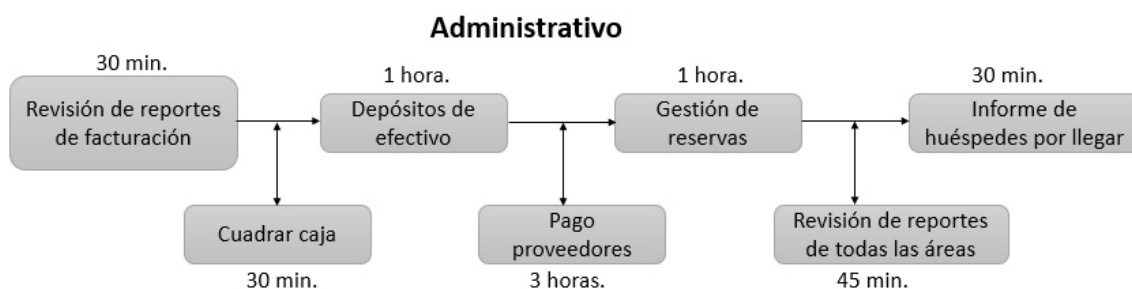 Administrativo
30 min.
1 hora.
1 hora.
30 min.
Revisión de reportes
de facturación
Depósitos de
efectivo
Gestión de
reservas
Informe de
huéspedes por llegar
Cuadrar caja
Pago
proveedores
Revisión de reportes
de todas las áreas
30 min.
3 horas.
45 min.